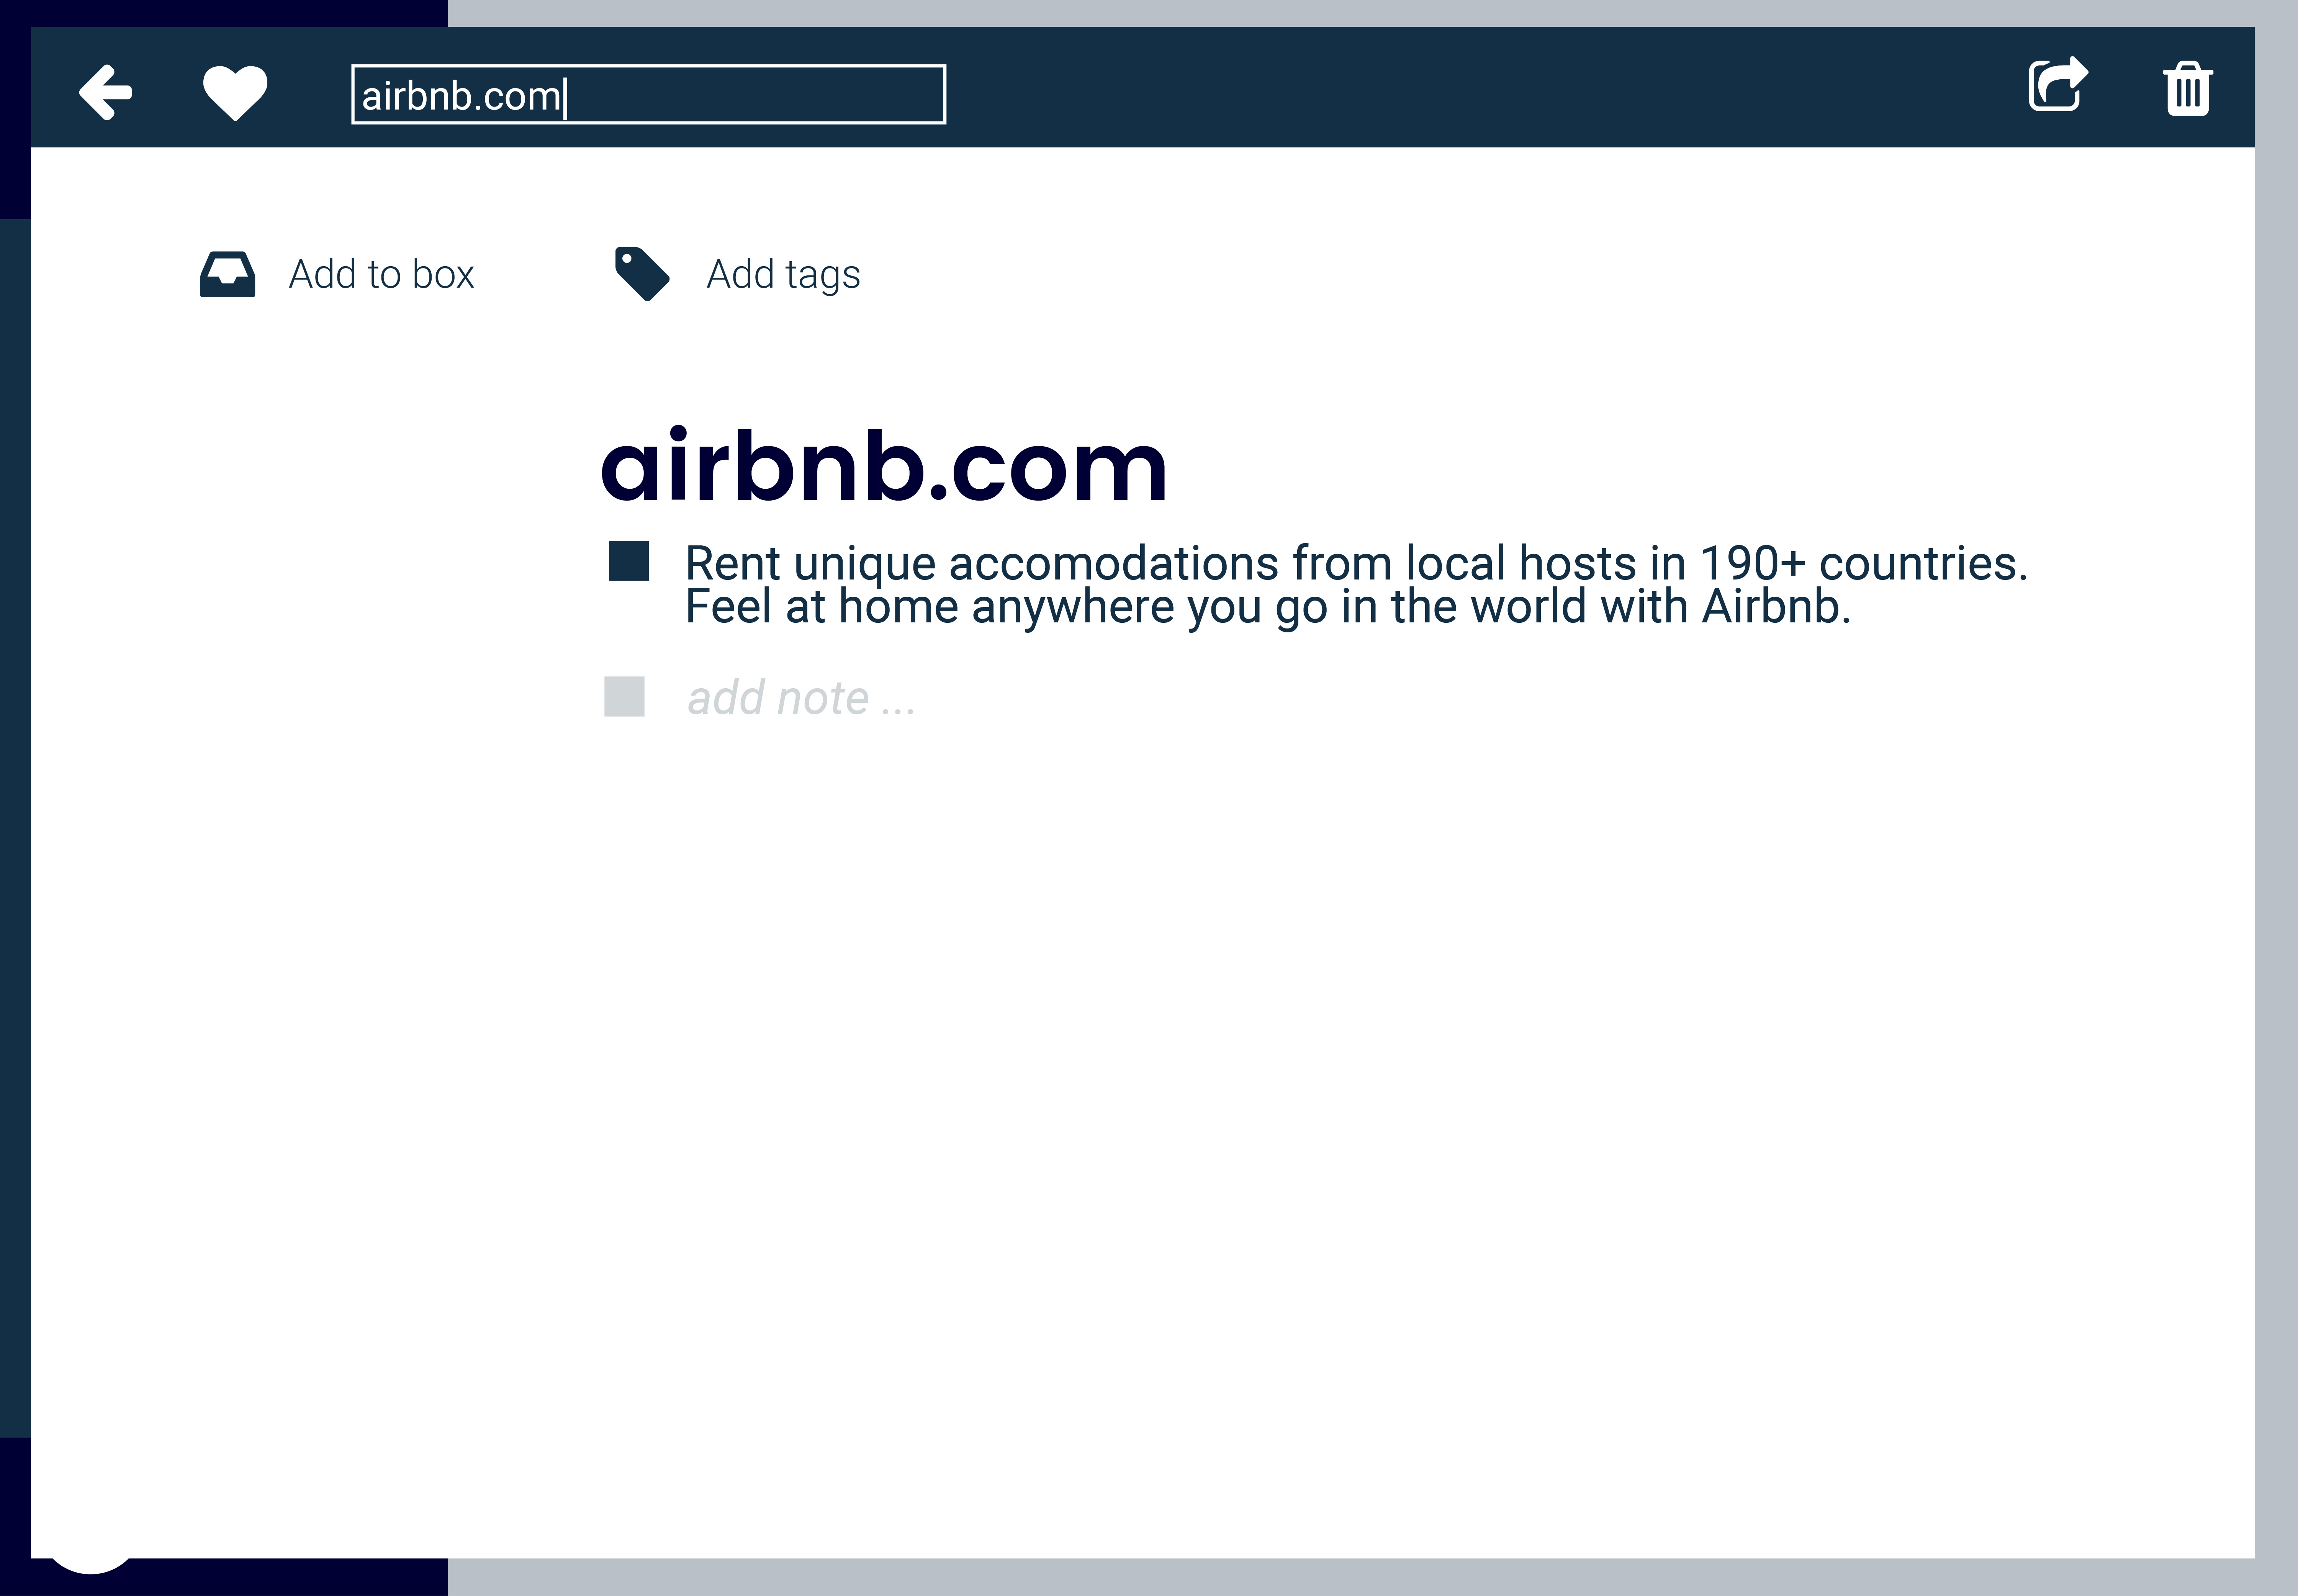 airbnb.com
Add to box
Add tags
airbnb.com
Rent unique accomodations from local hosts in 190+ countries.
Feel at home anywhere you go in the world with Airbnb.
add note ...